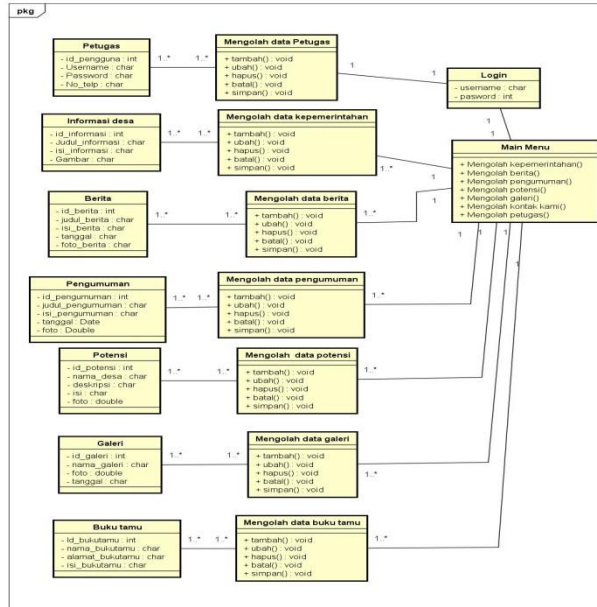 pkg
Petugas
- id_pengguna : int
- Username : char
- Password : char
- No_telp : char
1..* 1..*
Mengolah data Petugas
+ tambah() : void
+ ubah() : void
+ hapus() : void
+ batal() : void
+ simpan() : void
1 1
Login
- username : char
- pasword : int
1
1
Main Menu
+ Mengolah kepemerintahan()
+ Mengolah berita()
+ Mengolah pengumuman()
+ Mengolah potensi()
+ Mengolah galeri()
+ Mengolah kontak kami()
+ Mengolah petugas()
Informasi desa
- id_informasi : int
- Judul_informasi : char
- isi_informasi : char
- Gambar : char
1..* 1..*
Mengolah data kepemerintahan
+ tambah() : void
+ ubah() : void
+ hapus() : void
+ batal() : void
+ simpan() : void
1..* 1
Berita
- id_berita : int
- judul_berita : char
- isi_berita : char
- tanggal : char
- foto_berita : char
1..* 1..*
Mengolah data berita
+ tambah() : void
+ ubah() : void
+ hapus() : void
+ batal() : void
+ simpan() : void
1..* 1
Pengumuman
- id_pengumuman : int
- judul_pengumuman : char
- isi_pengumuman : char
- tanggal : Date
- foto : Double
1..* 1..*
Mengolah data pengumuman
+ tambah() : void
+ ubah() : void
+ hapus() : void
+ batal() : void
+ simpan() : void
1..* 1
Potensi
- id_potensi : int
- nama_desa : char
- deskripsi : char
- isi : char
- foto : double
1..* 1..*
Mengolah data potensi
+ tambah() : void
+ ubah() : void
+ hapus() : void
+ batal() : void
+ simpan() : void
1..* 1
Galeri
- id_galeri : int
- nama_galeri : char
- foto : double
- tanggal : char
1..* 1..*
Mengolah data galeri
+ tambah() : void
+ ubah() : void
+ hapus() : void
+ batal() : void
+ simpan() : void
1..* 1
Buku tamu
- Id_bukutamu : int
- nama_bukutamu : char
- alamat_bukutamu : char
- isi_bukutamu : char
1..* 1..*
Mengolah data buku tamu
+ tambah() : void
+ ubah() : void
+ hapus() : void
+ batal() : void
+ simpan() : void
1..* 1